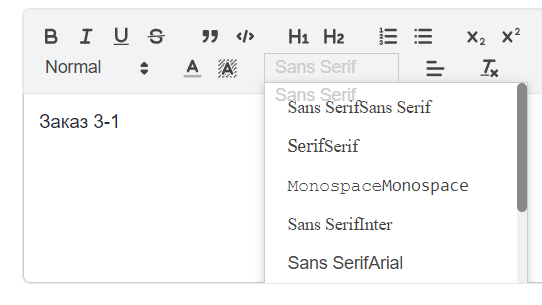 B I U S ” </> H1 H2 x₂ x²
Normal A A Sans Serif Tx
Sans Serif
Заказ 3-1
Sans SerifSans Serif
SerifSerif
MonospaceMonospace
Sans SerifInter
Sans SerifArial